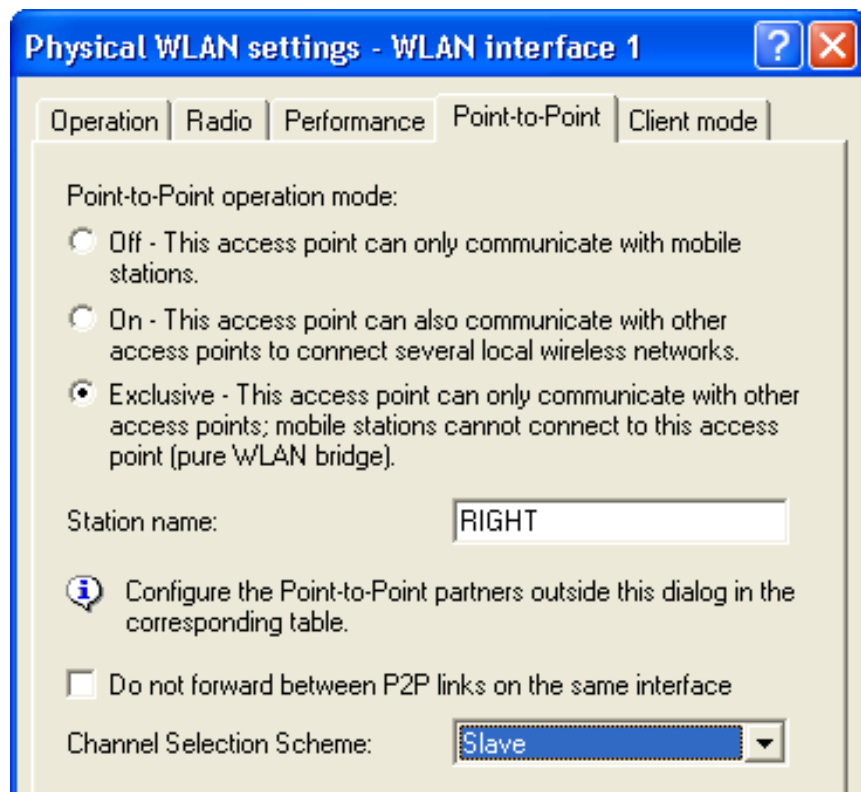 Physical WLAN settings - WLAN interface 1
Operation Radio Performance Point-to-Point Client mode
Point-to-Point operation mode:
Off - This access point can only communicate with mobile
stations.
On - This access point can also communicate with other
access points to connect several local wireless networks.
Exclusive - This access point can only communicate with other
access points; mobile stations cannot connect to this access
point (pure WLAN bridge).
Station name: RIGHT
Configure the Point-to-Point partners outside this dialog in the
corresponding table.
Do not forward between P2P links on the same interface
Channel Selection Scheme: Slave